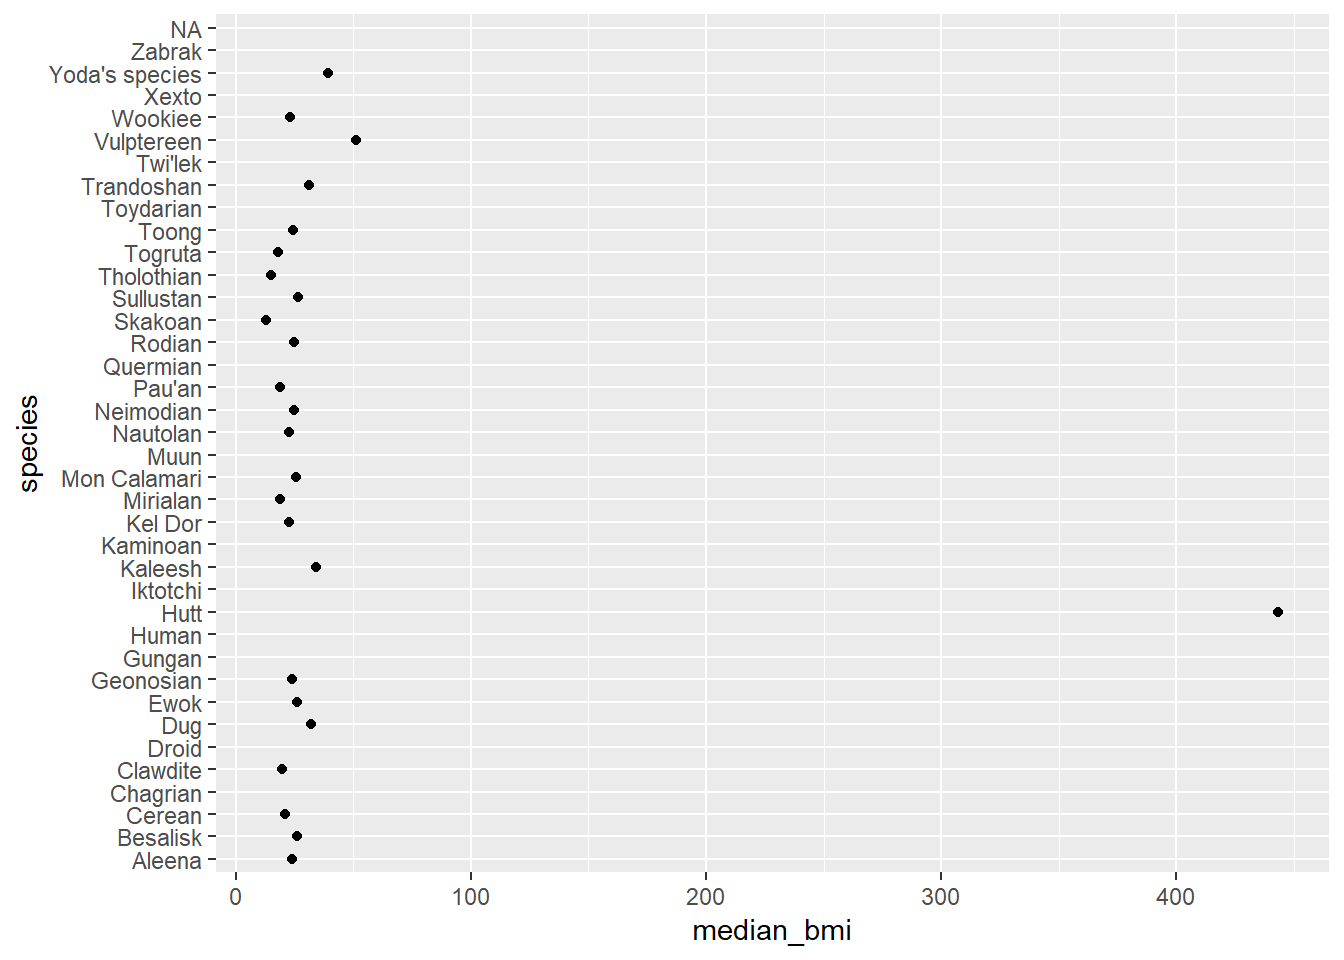 NA
Zabrak
Yoda's species
Xexto
Wookiee
Vulptereen
Twi'lek
Trandoshan
Toydarian
Toong
Togruta
Tholothian
Sullustan
Skakoan
Rodian
Quermian
Pau'an
Neimodian
Nautolan
Muun
Mon Calamari
Mirialan
Kel Dor
Kaminoan
Kaleesh
Iktotchi
Hutt
Human
Gungan
Geonosian
Ewok
Dug
Droid
Clawdite
Chagrian
Cerean
Besalisk
Aleena
species
0 100 200 300 400
median_bmi